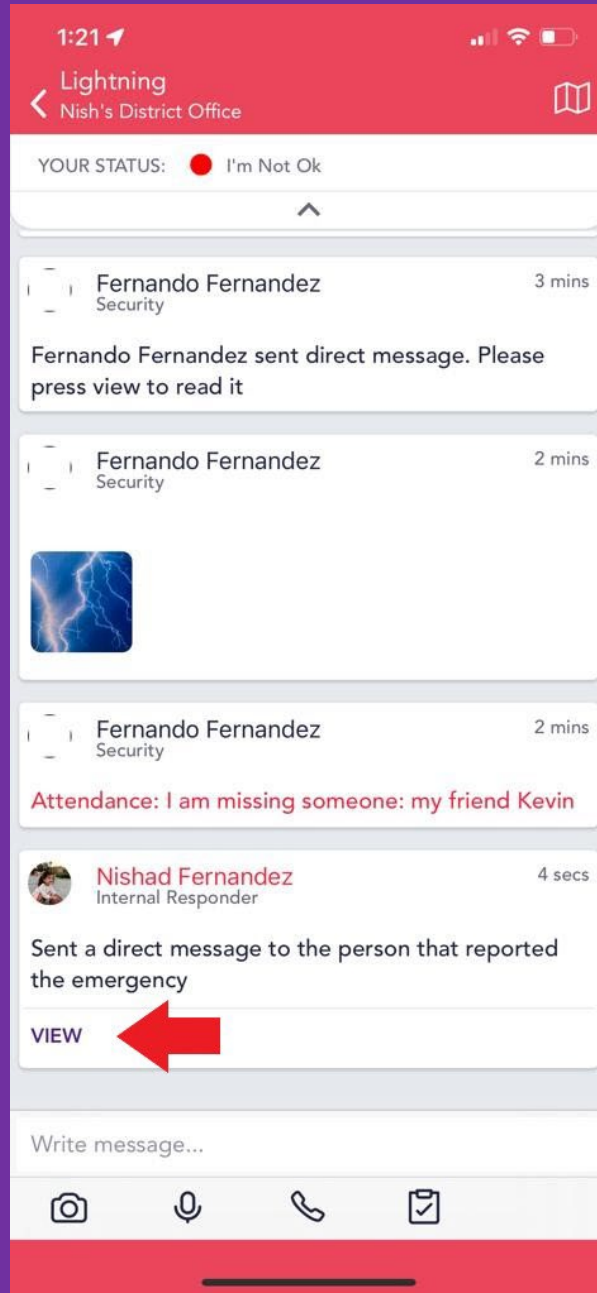 1:21
Lightning
Nish's District Office
YOUR STATUS: I'm Not Ok
Fernando Fernandez 3 mins
Security
Fernando Fernandez sent direct message. Please
press view to read it
Fernando Fernandez 2 mins
Security
Fernando Fernandez 2 mins
Security
Attendance: I am missing someone: my friend Kevin
Nishad Fernandez 4 secs
Internal Responder
Sent a direct message to the person that reported
the emergency
VIEW
Write message...